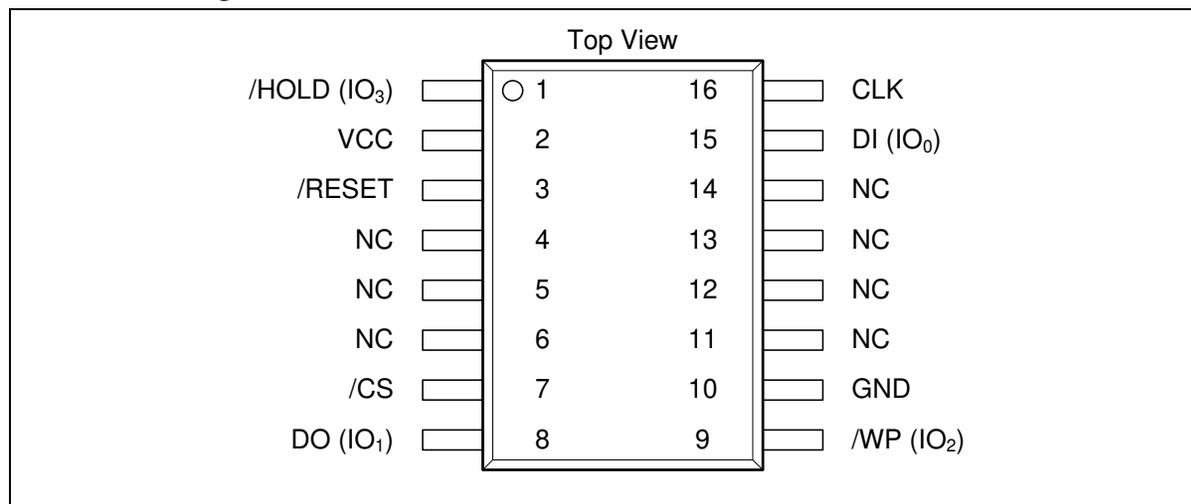 Top View
/HOLD (IO₃) 1 16 CLK
VCC 2 15 DI (IO₀)
/RESET 3 14 NC
NC 4 13 NC
NC 5 12 NC
NC 6 11 NC
/CS 7 10 GND
DO (IO₁) 8 9 /WP (IO₂)